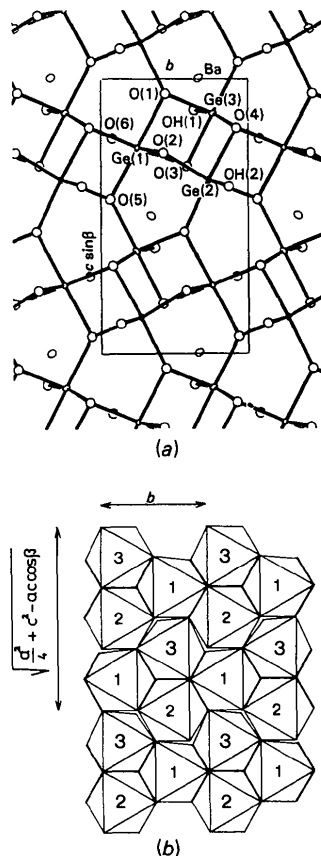 b
Ba
O(1)
Ge(3)
OH(1)
O(4)
O(6)
O(2)
Ge(1)
O(3)
Ge(2)
OH(2)
O(5)
c sinβ
(a)
b
√a²/4 + c² - ac cosβ
3
3
1
1
2
2
3
3
1
1
2
2
3
3
1
1
2
2
(b)